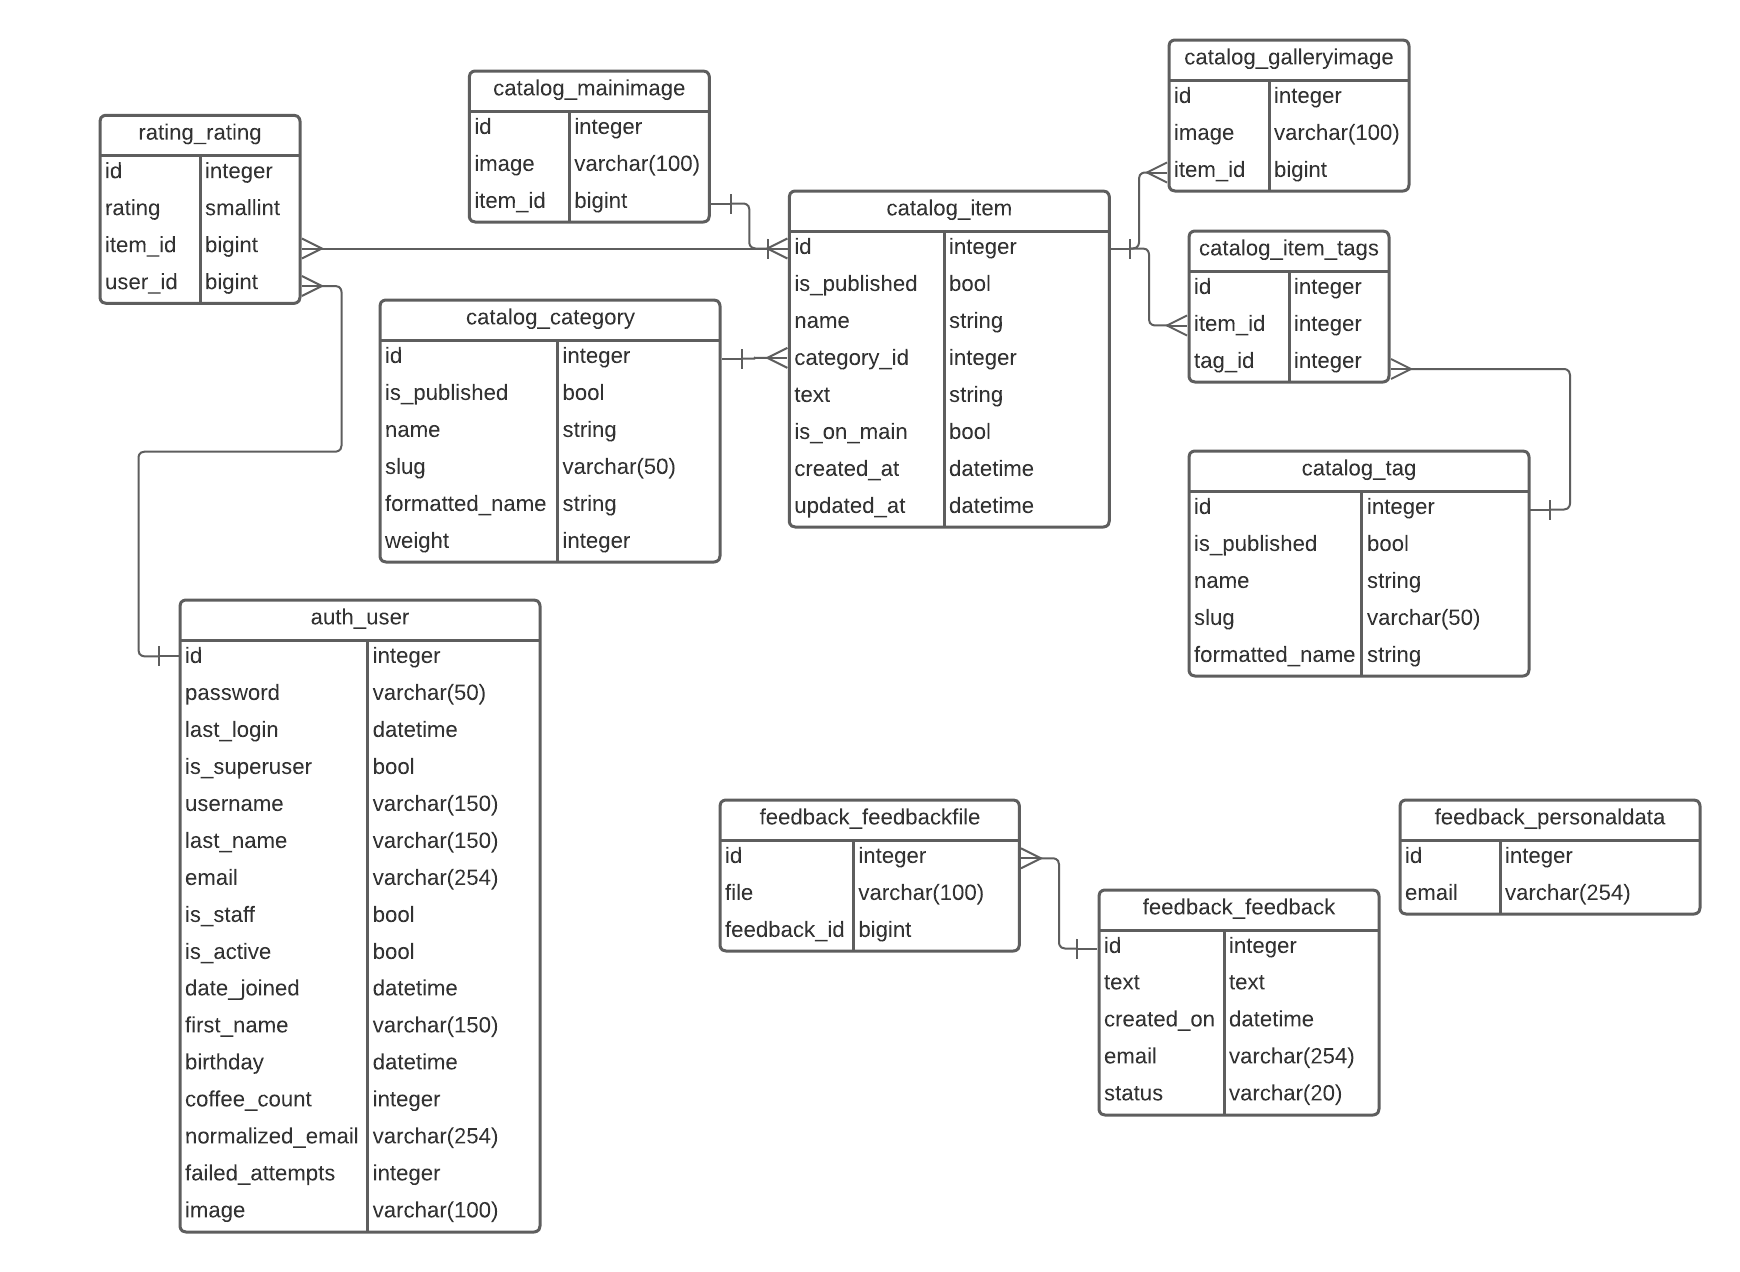 catalog_galleryimage
id integer
image varchar(100)
item_id bigint
catalog_mainimage
id integer
image varchar(100)
item_id bigint
rating_rating
id integer
rating smallint
item_id bigint
user_id bigint
catalog_item
id integer
is_published bool
name string
category_id integer
text string
is_on_main bool
created_at datetime
updated_at datetime
catalog_item_tags
id integer
item_id integer
tag_id integer
catalog_category
id integer
is_published bool
name string
slug varchar(50)
formatted_name string
weight integer
catalog_tag
id integer
is_published bool
name string
slug varchar(50)
formatted_name string
auth_user
id integer
password varchar(50)
last_login datetime
is_superuser bool
username varchar(150)
last_name varchar(150)
email varchar(254)
is_staff bool
is_active bool
date_joined datetime
first_name varchar(150)
birthday datetime
coffee_count integer
normalized_email varchar(254)
failed_attempts integer
image varchar(100)
feedback_feedbackfile
id integer
file varchar(100)
feedback_id bigint
feedback_feedback
id integer
text text
created_on datetime
email varchar(254)
status varchar(20)
feedback_personaldata
id integer
email varchar(254)